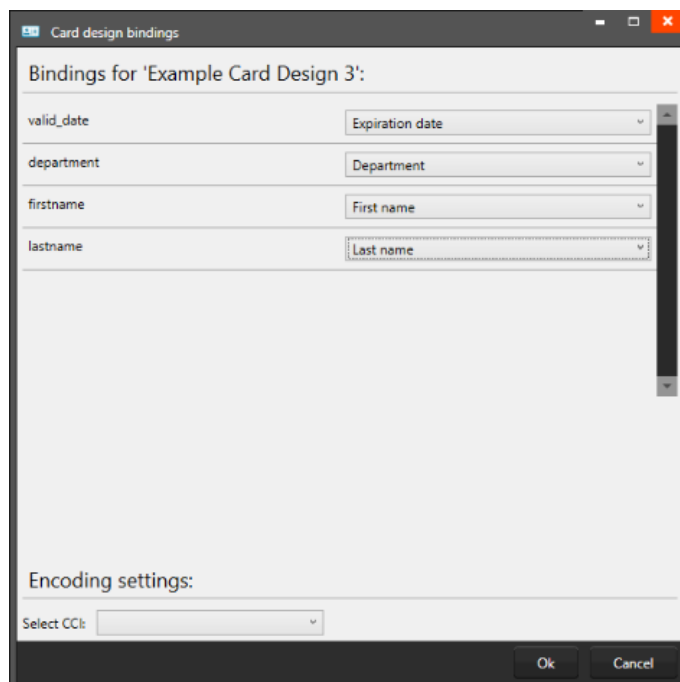 Card design bindings
Bindings for 'Example Card Design 3':
valid_date Expiration date
department Department
firstname First name
lastname Last name
Encoding settings:
Select CCI:
Ok Cancel